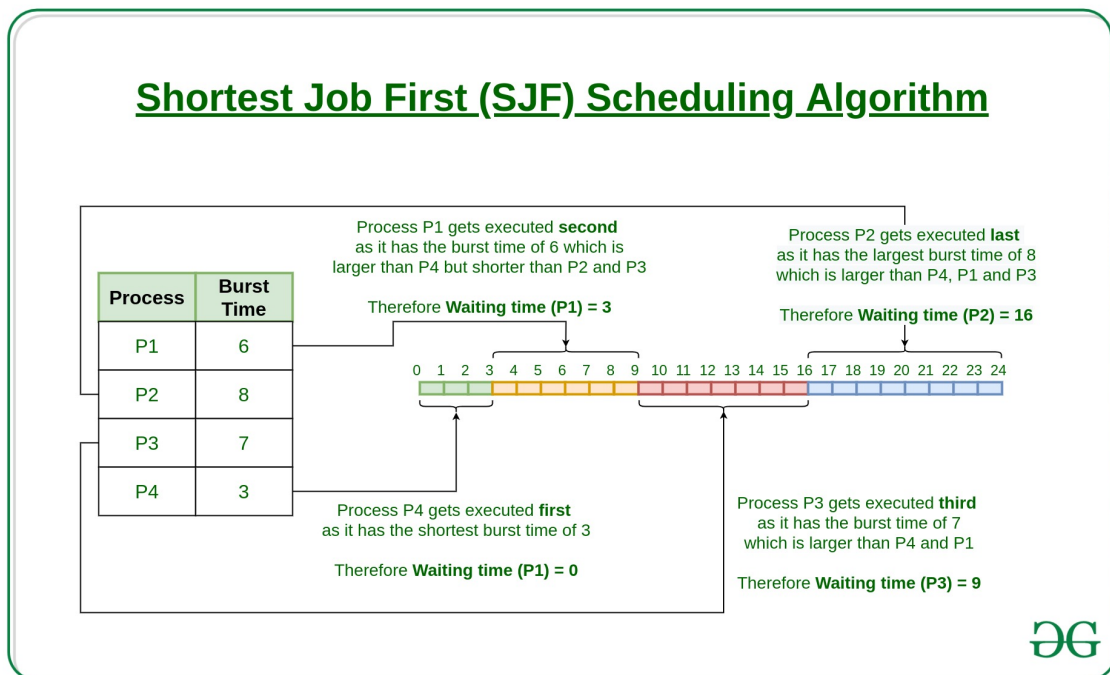 Shortest Job First (SJF) Scheduling Algorithm
Process P1 gets executed second
as it has the burst time of 6 which is
larger than P4 but shorter than P2 and P3
Therefore Waiting time (P1) = 3
Process P2 gets executed last
as it has the largest burst time of 8
which is larger than P4, P1 and P3
Therefore Waiting time (P2) = 16
Process Burst Time
P1 6
P2 8
P3 7
P4 3
0 1 2 3 4 5 6 7 8 9 10 11 12 13 14 15 16 17 18 19 20 21 22 23 24
Process P4 gets executed first
as it has the shortest burst time of 3
Therefore Waiting time (P1) = 0
Process P3 gets executed third
as it has the burst time of 7
which is larger than P4 and P1
Therefore Waiting time (P3) = 9